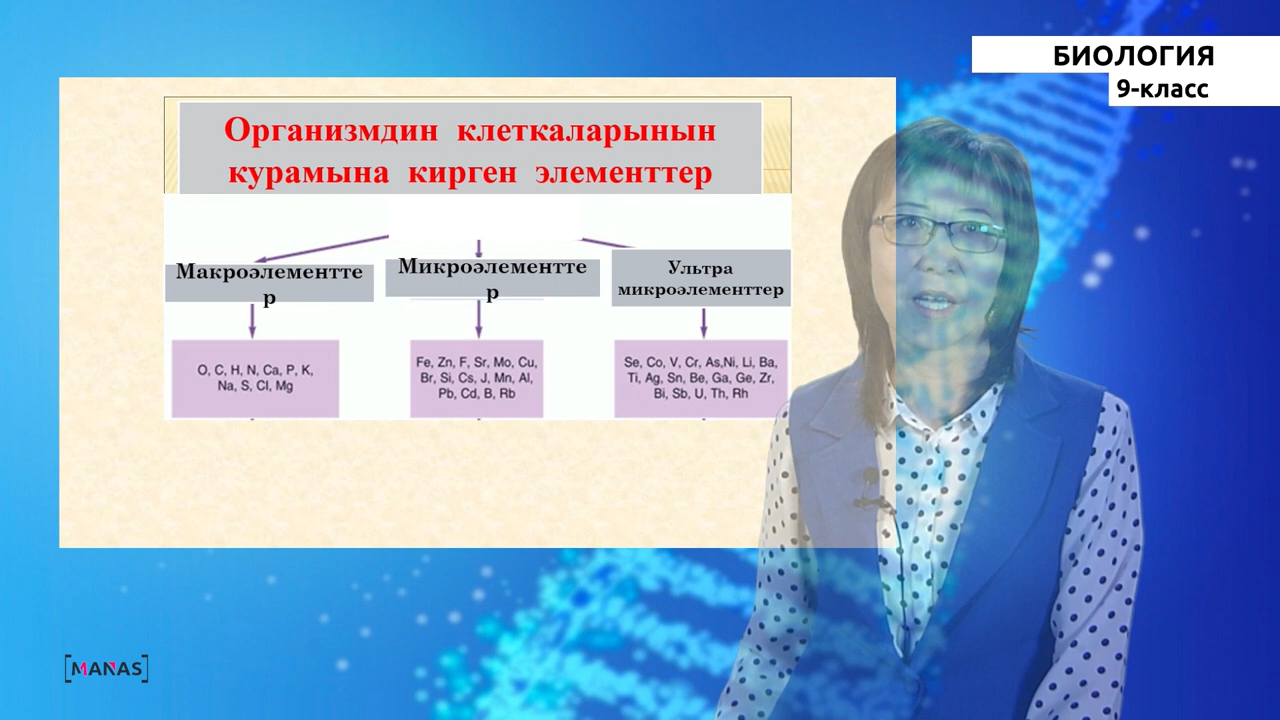 БИОЛОГИЯ
9-класс
Организмдин клеткаларынын
курамына кирген элементтер
Макроэлементте
р
Микроэлементте
р
Ультра
микроэлементтер
O, C, H, N, Ca, P, K,
Na, S, Cl, Mg
Fe, Zn, F, Sr, Mo, Cu,
Br, Si, Cs, J, Mn, Al,
Pb, Cd, B, Rb
Se, Co, V, Cr, As,Ni, Li, Ba,
Ti, Ag, Sn, Be, Ga, Ge, Zr,
Bi, Sb, U, Th, Rh
[MANAS]